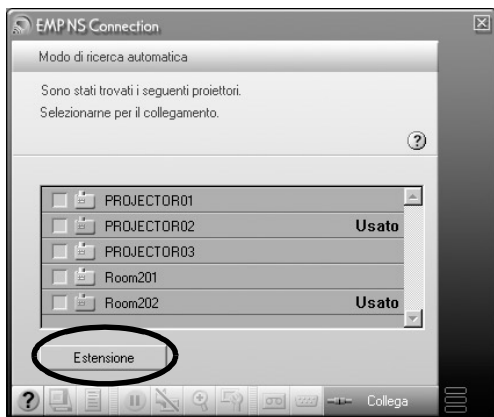 EMP NS Connection
Modo di ricerca automatica
Sono stati trovati i seguenti proiettori.
Selezionarne per il collegamento.
PROJECTOR01
PROJECTOR02 Usato
PROJECTOR03
Room201
Room202 Usato
Estensione
Collega